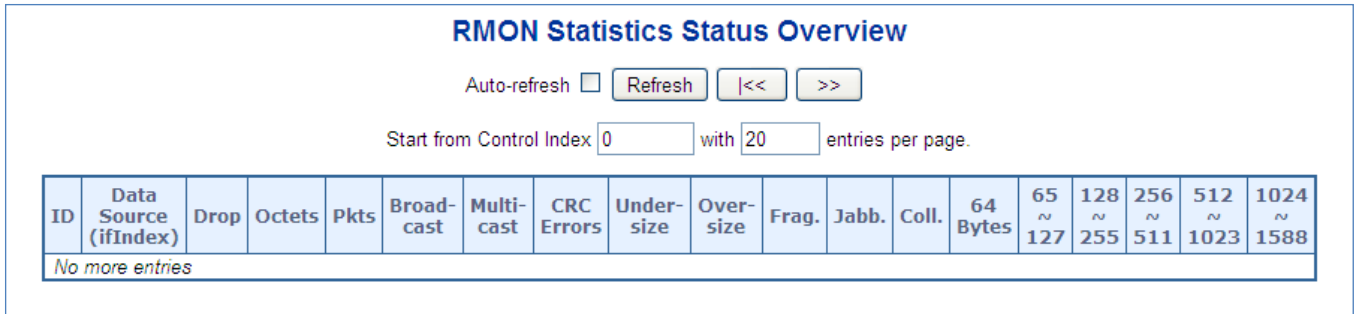 RMON Statistics Status Overview
Auto-refresh Refresh |<< >>
Start from Control Index 0 with 20 entries per page.
ID Data Source (ifIndex) Drop Octets Pkts Broad-cast Multi-cast CRC Errors Under-size Over-size Frag. Jabb. Coll. 64 Bytes 65 ~ 127 128 ~ 255 256 ~ 511 512 ~ 1023 1024 ~ 1588
No more entries